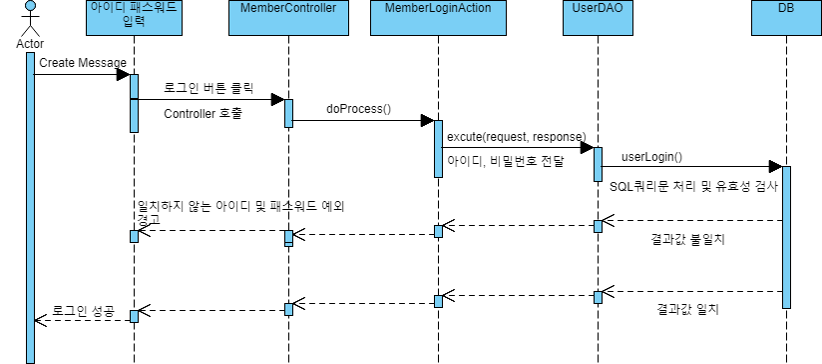 아이디 패스워드
입력
MemberController
MemberLoginAction
UserDAO
DB
Actor
Create Message
로그인 버튼 클릭
Controller 호출
doProcess()
excute(request, response)
아이디, 비밀번호 전달
userLogin()
SQL쿼리문 처리 및 유효성 검사
일치하지 않는 아이디 및 패스워드 예외
경고
결과값 불일치
로그인 성공
결과값 일치